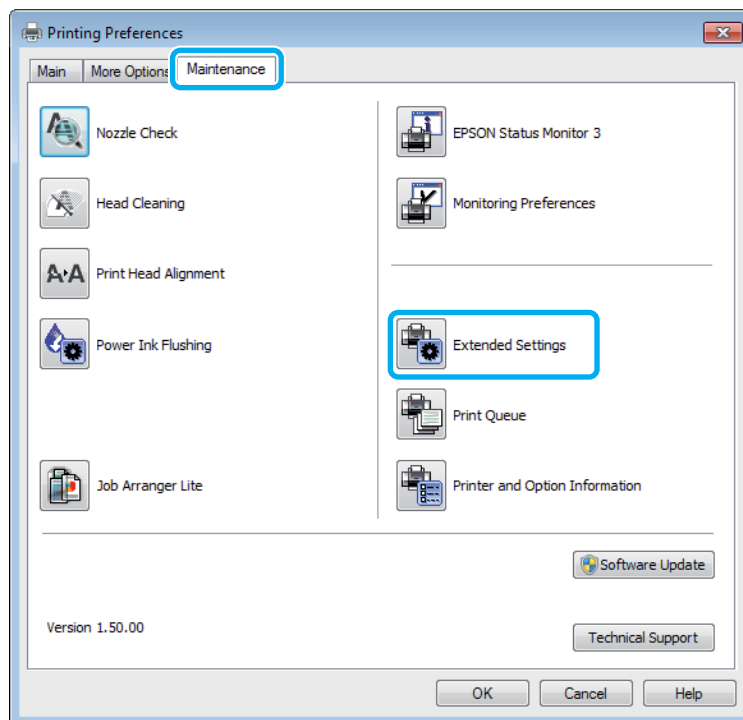 Printing Preferences
Main
More Options
Maintenance
Nozzle Check
Head Cleaning
A A Print Head Alignment
Power Ink Flushing
Job Arranger Lite
EPSON Status Monitor 3
Monitoring Preferences
Extended Settings
Print Queue
Printer and Option Information
Software Update
Version 1.50.00
Technical Support
OK
Cancel
Help